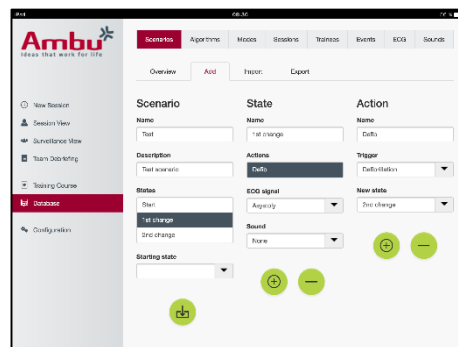 iPad
08:30
Ambu
Ideas that work for life
Scenarios Algorithms Modes Sessions Trainees Events ECG Sounds
Overview Add Import Export
New Session
Session View
Surveillance View
Team Debriefing
Training Course
Database
Configuration
Scenario
Name
Test
Description
Test scenario
States
Start
1st change
2nd change
Starting state
State
Name
1st change
Actions
Defib
ECG signal
Asystoly
Sound
None
Action
Name
Defib
Trigger
Defibrillation
New state
2nd change